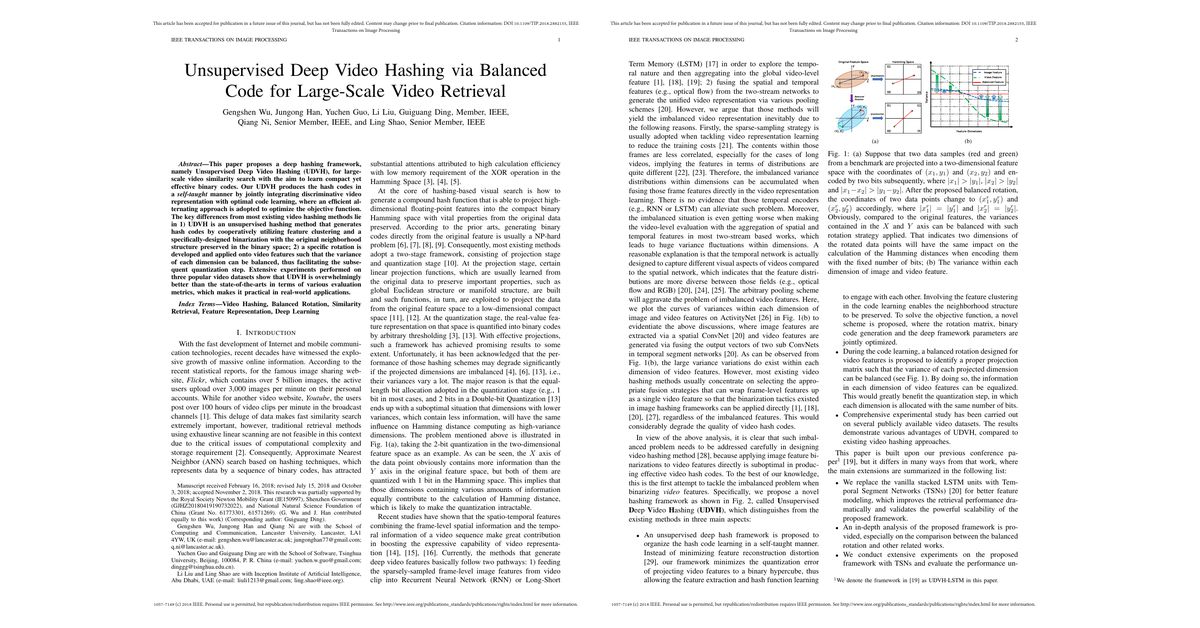 This article has been accepted for publication in a future issue of this journal, but has not been fully edited. Content may change prior to final publication. Citation information: DOI 10.1109/TIP.2018.2882155, IEEE
Transactions on Image Processing
IEEE TRANSACTIONS ON IMAGE PROCESSING
1
Unsupervised Deep Video Hashing via Balanced
Code for Large-Scale Video Retrieval
Gengshen Wu, Jungong Han, Yuchen Guo, Li Liu, Guiguang Ding, Member, IEEE,
Qiang Ni, Senior Member, IEEE, and Ling Shao, Senior Member, IEEE
Abstract—This paper proposes a deep hashing framework,
namely Unsupervised Deep Video Hashing (UDVH), for large-
scale video similarity search with the aim to learn compact yet
effective binary codes. Our UDVH produces the hash codes in
a self-taught manner by jointly integrating discriminative video
representation with optimal code learning, where an efficient al-
ternating approach is adopted to optimize the objective function.
The key differences from most existing video hashing methods lie
in 1) UDVH is an unsupervised hashing method that generates
hash codes by cooperatively utilizing feature clustering and a
specifically-designed binarization with the original neighborhood
structure preserved in the binary space; 2) a specific rotation is
developed and applied onto video features such that the variance
of each dimension can be balanced, thus facilitating the subse-
quent quantization step. Extensive experiments performed on
three popular video datasets show that UDVH is overwhelmingly
better than the state-of-the-arts in terms of various evaluation
metrics, which makes it practical in real-world applications.
Index Terms—Video Hashing, Balanced Rotation, Similarity
Retrieval, Feature Representation, Deep Learning
I. INTRODUCTION
With the fast development of Internet and mobile communi-
cation technologies, recent decades have witnessed the explo-
sive growth of massive online information. According to the
recent statistical reports, for the famous image sharing web-
site, Flickr, which contains over 5 billion images, the active
users upload over 3,000 images per minute on their personal
accounts. While for another video website, Youtube, the users
post over 100 hours of video clips per minute in the broadcast
channels [1]. This deluge of data makes fast similarity search
extremely important, however, traditional retrieval methods
using exhaustive linear scanning are not feasible in this context
due to the critical issues of computational complexity and
storage requirement [2]. Consequently, Approximate Nearest
Neighbor (ANN) search based on hashing techniques, which
represents data by a sequence of binary codes, has attracted
Manuscript received February 16, 2018; revised July 15, 2018 and October
3, 2018; accepted November 2, 2018. This research was partially supported by
the Royal Society Newton Mobility Grant (IE150997), Shenzhen Government
(GJHZ20180419190732022); and National Natural Science Foundation of
China (Grant No. 61773301, 61571269). (G. Wu and J. Han contributed
equally to this work) (Corresponding author: Guiguang Ding).
Gengshen Wu, Jungong Han and Qiang Ni are with the School of
Computing & Communication, Lancaster University, Lancaster, LA1
4YW, UK (e-mail: gengshen.wu@lancaster.ac.uk; jungonghan77@gmail.com;
q.ni@lancaster.ac.uk).
Yuchen Guo and Guiguang Ding are with the School of Software, Tsinghua
University, Beijing, 100084, P. R. China (e-mail: yuchen.w.guo@gmail.com;
dinggg@tsinghua.edu.cn).
Li Liu and Ling Shao are with Inception Institute of Artificial Intelligence,
Abu Dhabi, UAE (e-mail: liuli1213@gmail.com; ling.shao@ieee.org).
substantial attentions attributed to high calculation efficiency
with low memory requirement of the XOR operation in the
Hamming Space [3], [4], [5].
At the core of hashing-based visual search is how to
generate a compound hash function that is able to project high-
dimensional floating-point features into the compact binary
Hamming space with vital properties from the original data
preserved. According to the prior arts, generating binary
codes directly from the original feature is usually a NP-hard
problem [6], [7], [8], [9]. Consequently, most existing methods
adopt a two-stage framework, consisting of projection stage
and quantization stage [10]. At the projection stage, certain
linear projection functions, which are usually learned from
the original data to preserve important properties, such as
global Euclidean structure or manifold structure, are built
and such functions, in turn, are exploited to project the data
from the original feature space to a low-dimensional compact
space [11], [12]. At the quantization stage, the real-value fea-
ture representation on that space is quantified into binary codes
by arbitrary thresholding [3], [13]. With effective projections,
such a framework has achieved promising results to some
extent. Unfortunately, it has been acknowledged that the per-
formance of those hashing schemes may degrade significantly
if the projected dimensions are imbalanced [4], [6], [13], i.e.,
their variances vary a lot. The major reason is that the equal-
length bit allocation adopted in the quantization stage (e.g., 1
bit in most cases, and 2 bits in a Double-bit Quantization [13]
ends up with a suboptimal situation that dimensions with lower
variances, which contain less information, will have the same
influence on Hamming distance computing as high-variance
dimensions. The problem mentioned above is illustrated in
Fig. 1(a), taking the 2-bit quantization in the two-dimensional
feature space as an example. As can be seen, the X axis of
the data point obviously contains more information than the
Y axis in the original feature space, but both of them are
quantized with 1 bit in the Hamming space. This implies that
those dimensions containing various amounts of information
equally contribute to the calculation of Hamming distance,
which is likely to make the quantization intractable.
Recent studies have shown that the spatio-temporal features
combining the frame-level spatial information and the tempo-
ral information of a video sequence make great contribution
in boosting the expressive capability of video representa-
tion [14], [15], [16]. Currently, the methods that generate
deep video features basically follow two pathways: 1) feeding
the sparsely-sampled frame-level image features from video
clip into Recurrent Neural Network (RNN) or Long-Short
1057-7149 (c) 2018 IEEE. Personal use is permitted, but republication/redistribution requires IEEE permission. See http://www.ieee.org/publications_standards/publications/rights/index.html for more information.
This article has been accepted for publication in a future issue of this journal, but has not been fully edited. Content may change prior to final publication. Citation information: DOI 10.1109/TIP.2018.2882155, IEEE
Transactions on Image Processing
IEEE TRANSACTIONS ON IMAGE PROCESSING
2
Term Memory (LSTM) [17] in order to explore the tempo-
ral nature and then aggregating into the global video-level
feature [1], [18], [19]; 2) fusing the spatial and temporal
features (e.g., optical flow) from the two-stream networks to
generate the unified video representation via various pooling
schemes [20]. However, we argue that those methods will
yield the imbalanced video representation inevitably due to
the following reasons. Firstly, the sparse-sampling strategy is
usually adopted when tackling video representation learning
to reduce the training costs [21]. The contents within those
frames are less correlated, especially for the cases of long
videos, implying the features in terms of distributions are
quite different [22], [23]. Therefore, the imbalanced variance
distributions within dimensions can be accumulated when
fusing those frame features directly in the video representation
learning. There is no evidence that those temporal encoders
(e.g., RNN or LSTM) can alleviate such problem. Moreover,
the imbalanced situation is even getting worse when making
the video-level evaluation with the aggregation of spatial and
temporal features in most two-stream based works, which
leads to huge variance fluctuations within dimensions. A
reasonable explanation is that the temporal network is actually
designed to capture different visual aspects of videos compared
to the spatial network, which indicates that the feature distri-
butions are more diverse between those fields (e.g., optical
flow and RGB) [20], [24], [25]. The arbitrary pooling scheme
will aggravate the problem of imbalanced video features. Here,
we plot the curves of variances within each dimension of
image and video features on ActivityNet [26] in Fig. 1(b) to
evidentiate the above discussions, where image features are
extracted via a spatial ConvNet [20] and video features are
generated via fusing the output vectors of two sub ConvNets
in temporal segment networks [20]. As can be observed from
Fig. 1(b), the large variance variations do exist within each
dimension of video features. However, most existing video
hashing methods usually concentrate on selecting the appro-
priate fusion strategies that can wrap frame-level features up
as a single video feature so that the binarization tactics existed
in image hashing frameworks can be applied directly [1], [18],
[20], [27], regardless of the imbalanced features. This would
considerably degrade the quality of video hash codes.
In view of the above analysis, it is clear that such imbal-
anced problem needs to be addressed carefully in designing
video hashing method [28], because applying image feature bi-
narizations to video features directly is suboptimal in produc-
ing effective video hash codes. To the best of our knowledge,
this is the first attempt to tackle the imbalanced problem when
binarizing video features. Specifically, we propose a novel
hashing framework as shown in Fig. 2, called Unsupervised
Deep Video Hashing (UDVH), which distinguishes from the
existing methods in three main aspects:
• An unsupervised deep hash framework is proposed to
organize the hash code learning in a self-taught manner.
Instead of minimizing feature reconstruction distortion
[29], our framework minimizes the quantization error
of projecting video features to a binary hypercube, thus
allowing the feature extraction and hash function learning
(a)
(b)
Fig. 1: (a) Suppose that two data samples (red and green)
from a benchmark are projected into a two-dimensional feature
space with the coordinates of (x₁, y₁) and (x₂, y₂) and en-
coded by two bits subsequently, where |x₁| > |y₁|, |x₂| > |y₂|
and |x₁−x₂| > |y₁−y₂|. After the proposed balanced rotation,
the coordinates of two data points change to (x₁′, y₁′) and
(x₂′, y₂′) accordingly, where |x₁′| = |y₁′| and |x₂′| = |y₂′|.
Obviously, compared to the original features, the variances
contained in the X and Y axis can be balanced with such
rotation strategy applied. That indicates two dimensions of
the rotated data points will have the same impact on the
calculation of the Hamming distance when encoding them
with the fixed number of bits; (b) The variance within each
dimension of image and video feature.
to engage with each other. Involving the feature clustering
in the code learning enables the neighborhood structure
to be preserved. To solve the objective function, a novel
scheme is proposed, where the rotation matrix, binary
code generation and the deep framework parameters are
jointly optimized.
• During the code learning, a balanced rotation designed for
video features is proposed to identify a proper projection
matrix such that the variance of each projected dimension
can be balanced (see Fig. 1). By doing so, the information
in each dimension of video features can be equalized.
This would greatly benefit the quantization step, in which
each dimension is allocated with the same number of bits.
• Comprehensive experimental study has been carried out
on several publicly available video datasets. The results
demonstrate various advantages of UDVH, compared to
existing video hashing approaches.
This paper is built upon our previous conference pa-
per¹ [19], but it differs in many ways from that work, where
the main extensions are summarized in the following list:
• We replace the vanilla stacked LSTM units with Tem-
poral Segment Networks (TSNs) [20] for better feature
modeling, which improves the retrieval performance dra-
matically and validates the powerful scalability of the
proposed framework.
• An in-depth analysis of the proposed framework is pro-
vided, especially on the comparison between the balanced
rotation and other related works.
• We conduct extensive experiments on the proposed
framework with TSNs and evaluate the performance un-
¹We denote the framework in [19] as UDVH-LSTM in this paper.
1057-7149 (c) 2018 IEEE. Personal use is permitted, but republication/redistribution requires IEEE permission. See http://www.ieee.org/publications_standards/publications/rights/index.html for more information.